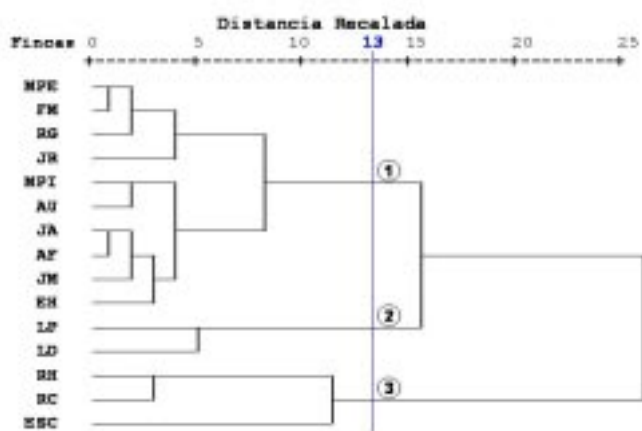 Distancia Rescalada
Fincas 0 5 10 13 15 20 25
MPE
FM
RG
JR
MPI
①
AU
JA
AF
JM
EH
LP
②
LD
RH
RC
③
ESC